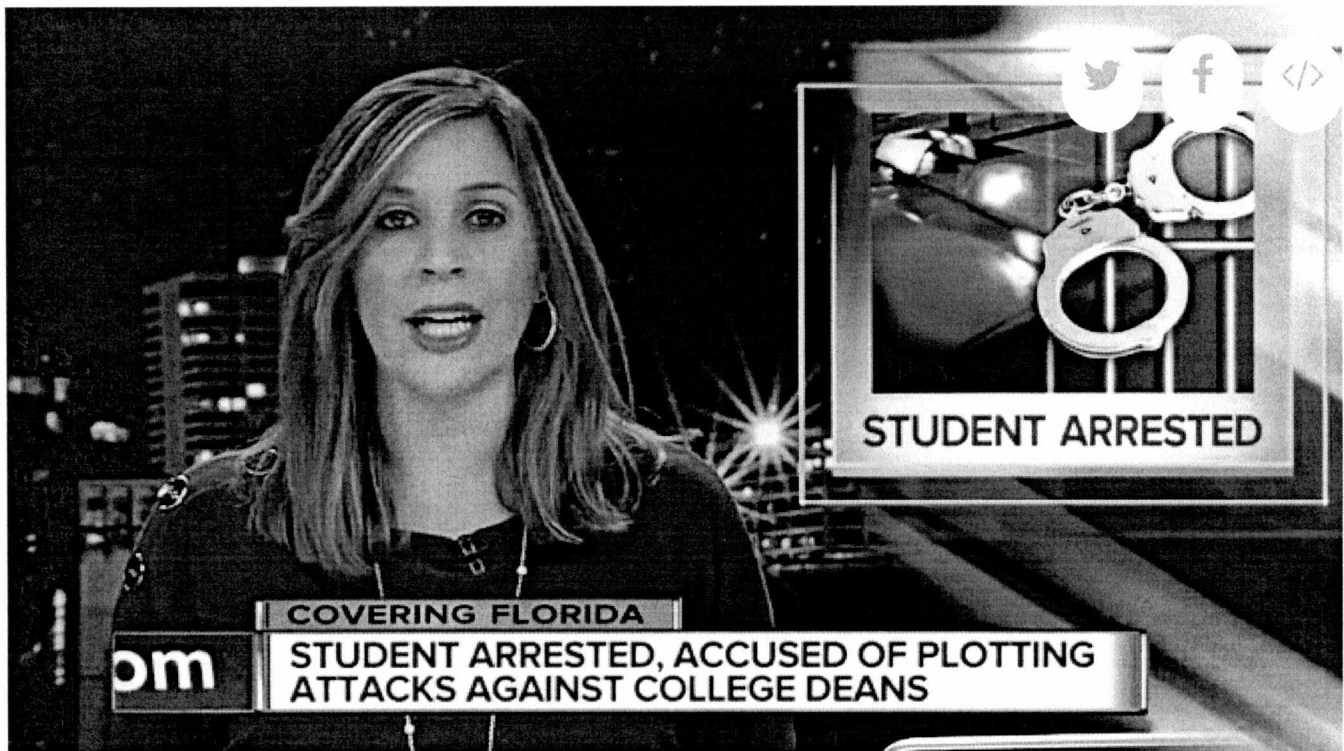 STUDENT ARRESTED
COVERING FLORIDA
om
STUDENT ARRESTED, ACCUSED OF PLOTTING
ATTACKS AGAINST COLLEGE DEANS